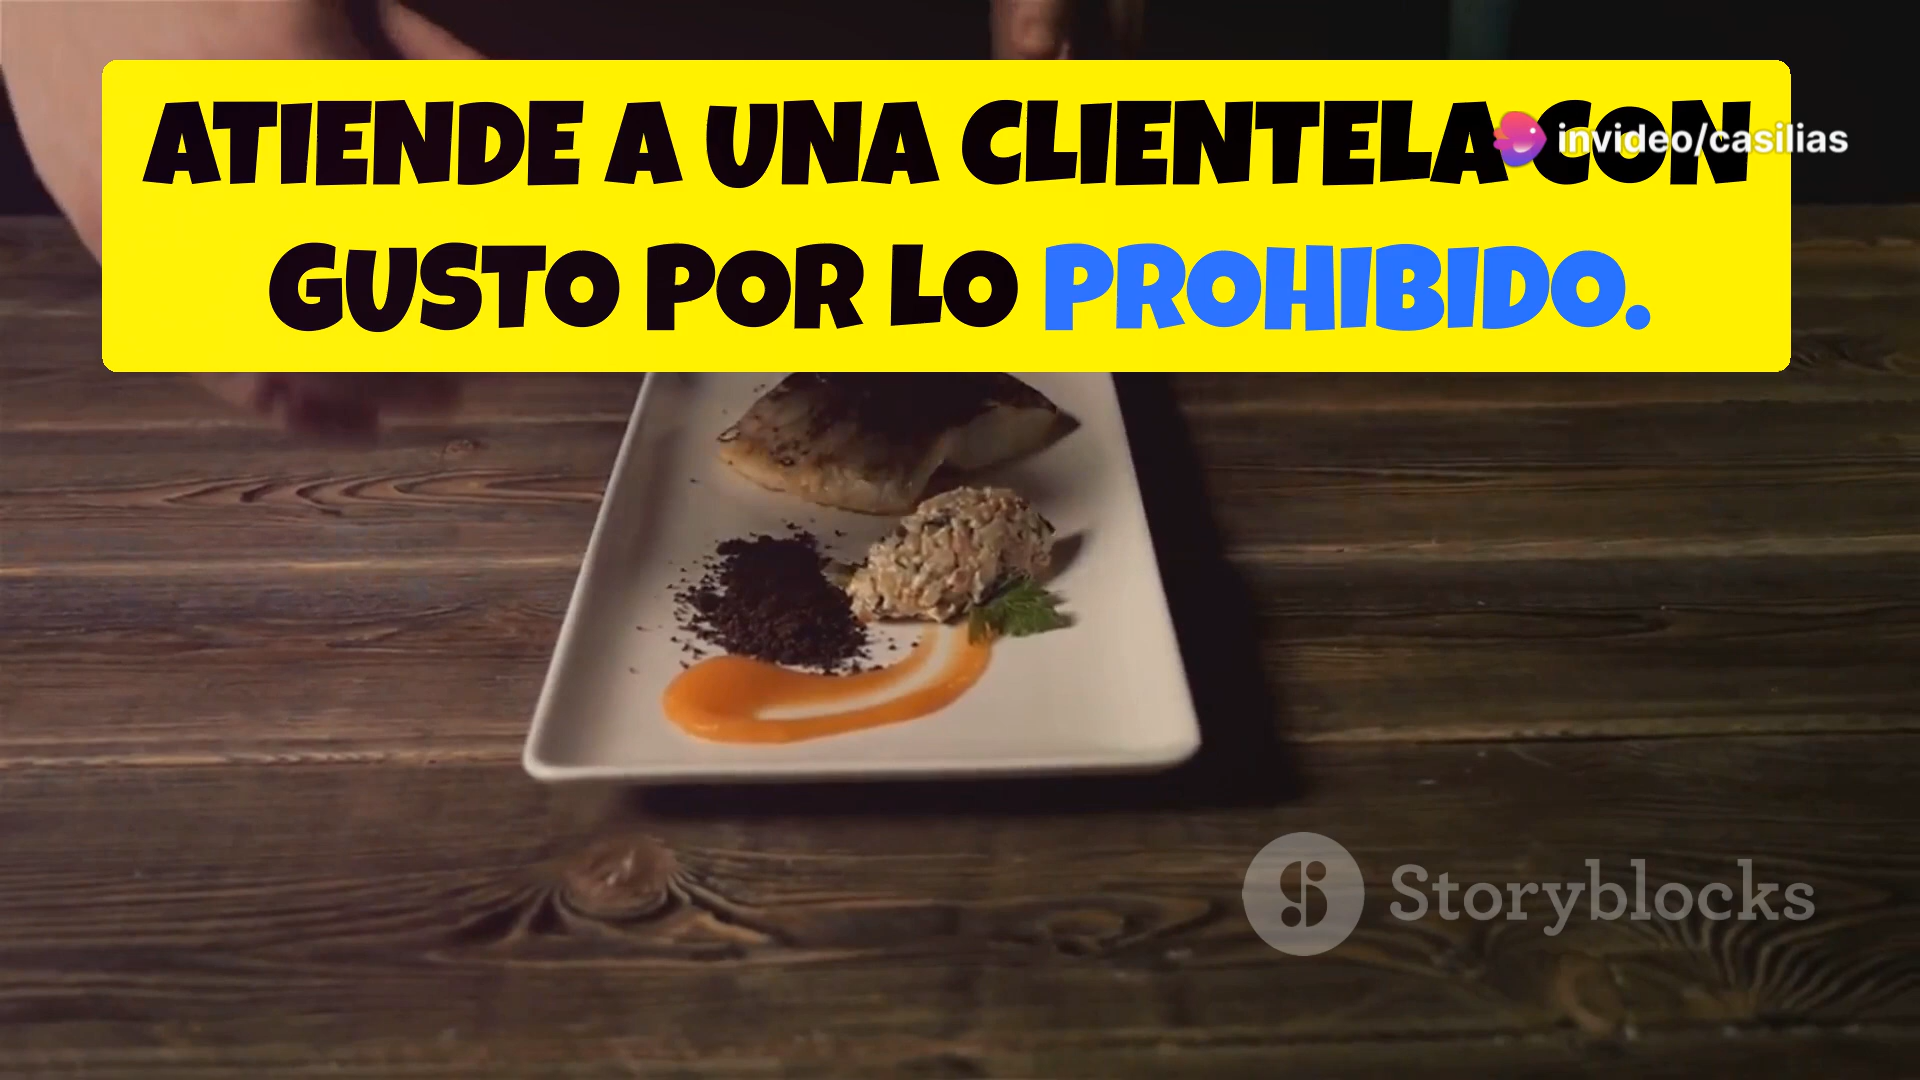 ATIENDE A UNA CLIENTELA CON
invideo/casilias
GUSTO POR LO PROHIBIDO.
Storyblocks